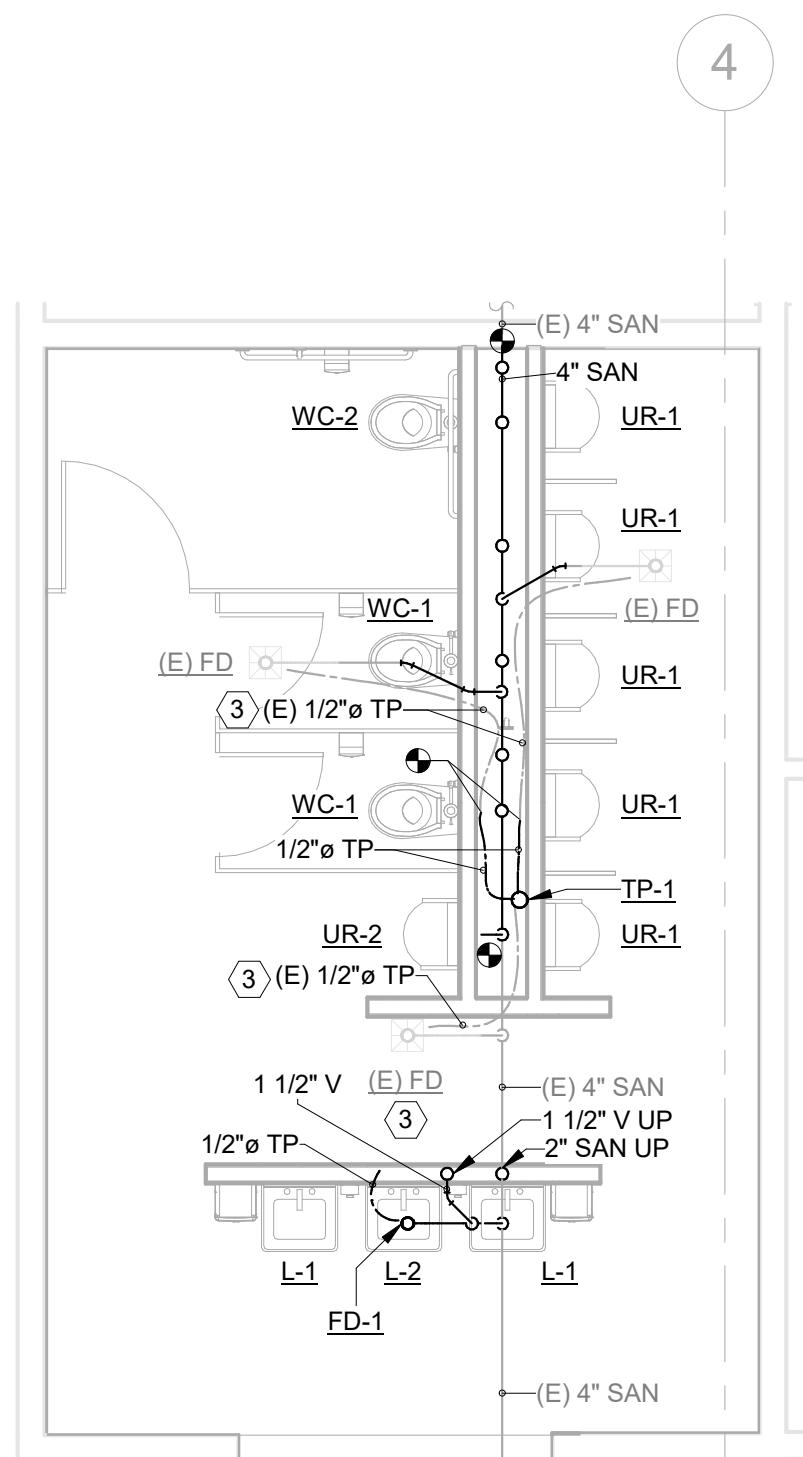 4
(E) 4" SAN
4" SAN
WC-2
UR-1
UR-1
WC-1
(E) FD
(E) FD
UR-1
3
(E) 1/2"ø TP
WC-1
UR-1
1/2"ø TP
TP-1
UR-2
UR-1
3
(E) 1/2"ø TP
1 1/2" V
(E) FD
(E) 4" SAN
3
1 1/2" V UP
1/2"ø TP
2" SAN UP
L-1
L-2
L-1
FD-1
(E) 4" SAN